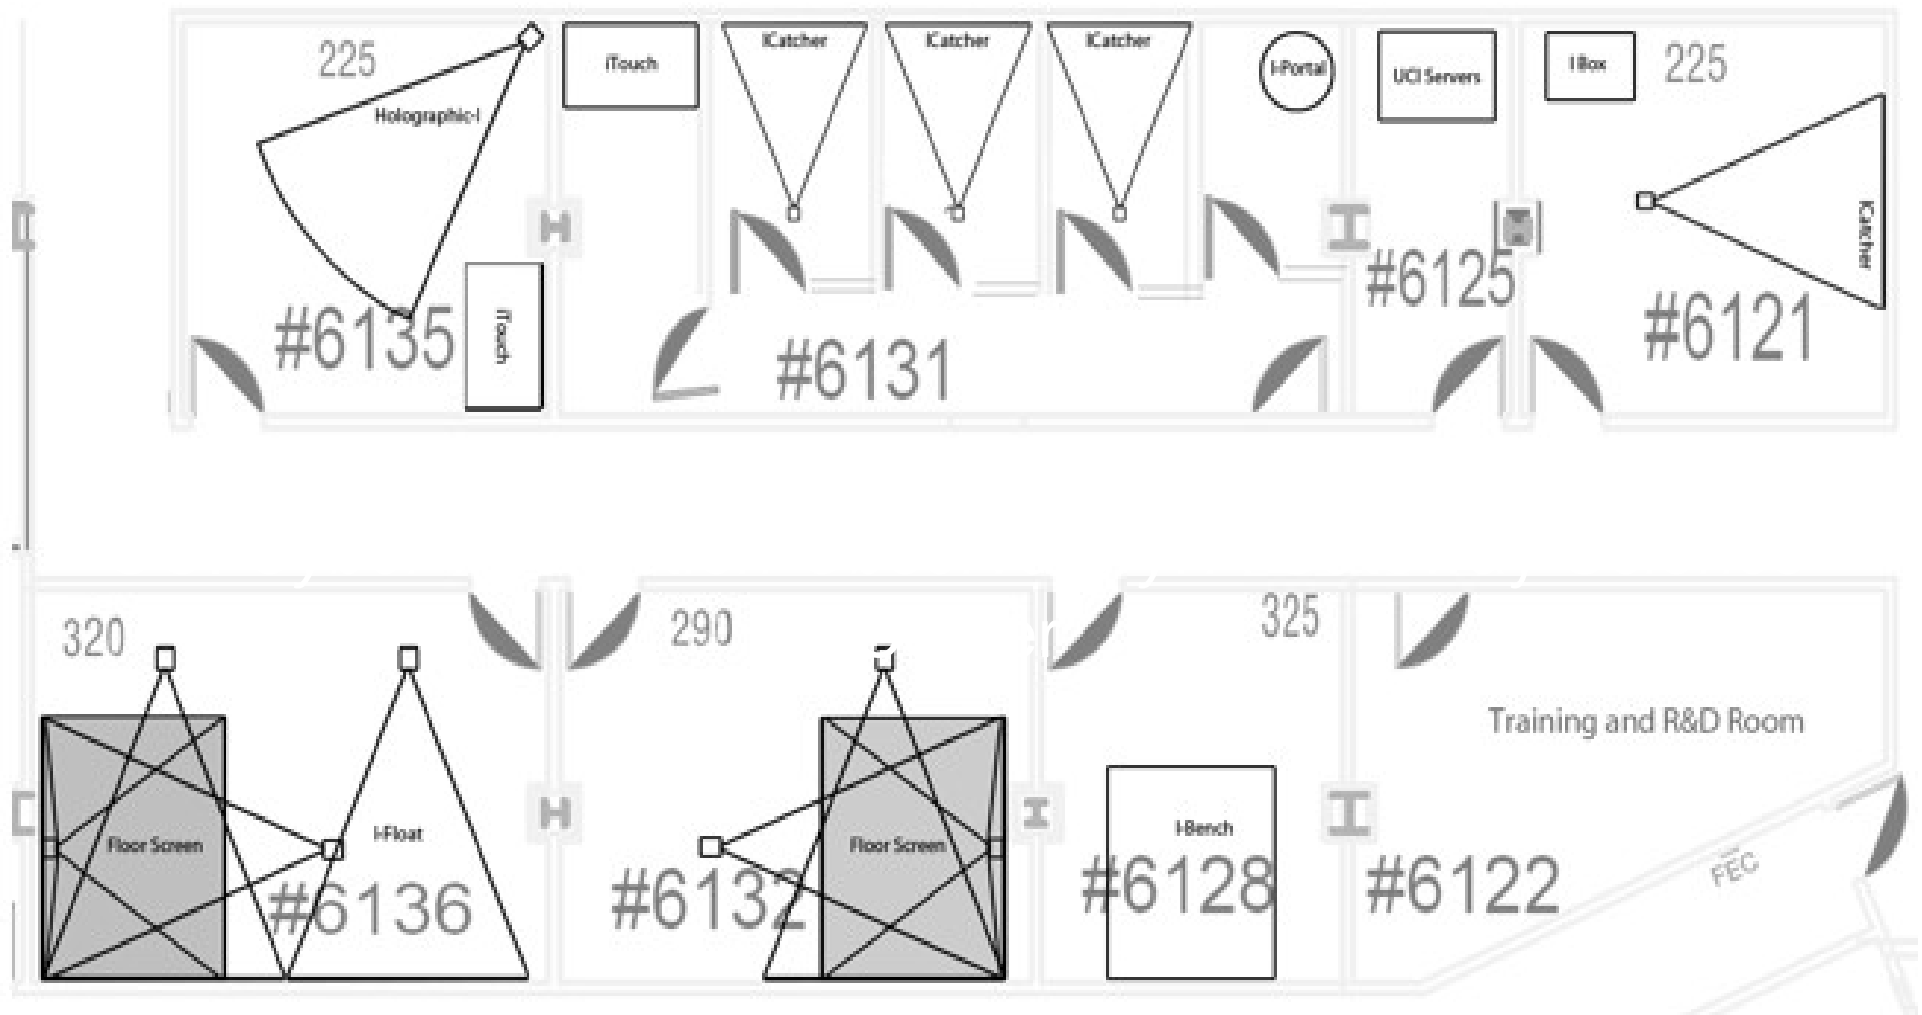 225
Holographic-I
iTouch
ICatcher
ICatcher
ICatcher
I-Portal
UCI Servers
I Box
225
ICatcher
#6135
iTouch
#6131
#6125
#6121
320
290
325
Training and R&D Room
Floor Screen
I-Float
#6136
Floor Screen
#6132
I-Bench
#6128
#6122
FEC